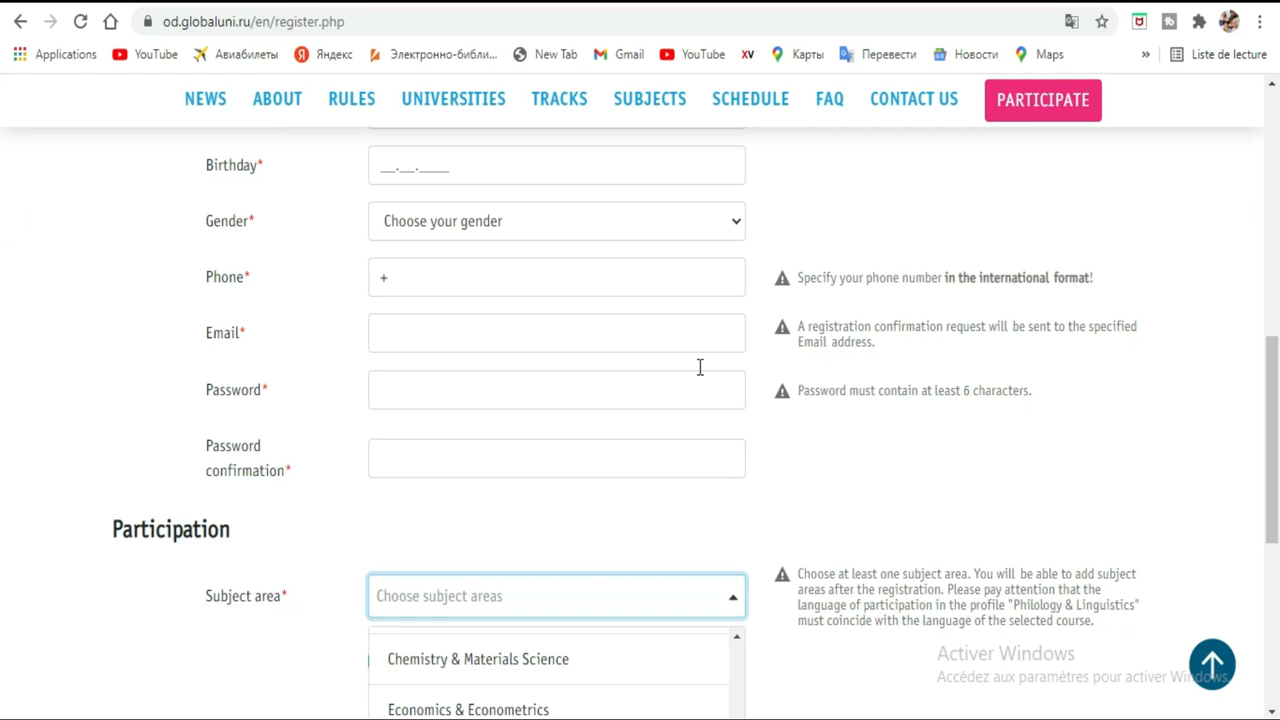 od.globaluni.ru/en/register.php
Applications YouTube Авиабилеты Яндекс Электронно-библи... New Tab Gmail YouTube XV Карты Перевести Новости Maps » Liste de lecture
NEWS ABOUT RULES UNIVERSITIES TRACKS SUBJECTS SCHEDULE FAQ CONTACT US PARTICIPATE
Birthday* __.__.____
Gender* Choose your gender
Phone* +
Specify your phone number in the international format!
Email*
A registration confirmation request will be sent to the specified
Email address.
Password*
Password must contain at least 6 characters.
Password
confirmation*
Participation
Subject area* Choose subject areas
Choose at least one subject area. You will be able to add subject
areas after the registration. Please pay attention that the
language of participation in the profile "Philology & Linguistics"
must coincide with the language of the selected course.
Chemistry & Materials Science
Economics & Econometrics
Activer Windows
Accédez aux paramètres pour activer Windows.